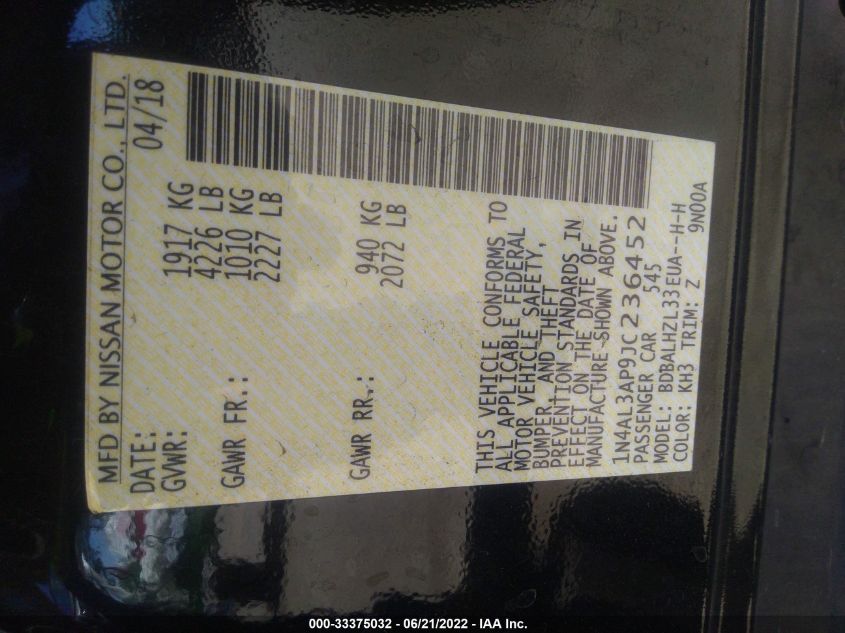 MFD BY NISSAN MOTOR CO., LTD.
DATE: 04/18
GVWR: 1917 KG
4226 LB
GAWR FR.: 1010 KG
2227 LB
GAWR RR.: 940 KG
2072 LB
THIS VEHICLE CONFORMS TO
ALL APPLICABLE FEDERAL
MOTOR VEHICLE SAFETY,
BUMPER, AND THEFT
PREVENTION STANDARDS IN
EFFECT ON THE DATE OF
MANUFACTURE SHOWN ABOVE.
1N4AL3AP9JC236452
PASSENGER CAR 545
MODEL: BDBALHZL33EUA--H-H
COLOR: KH3 TRIM: Z 9N00A
000-33375032 - 06/21/2022 - IAA Inc.